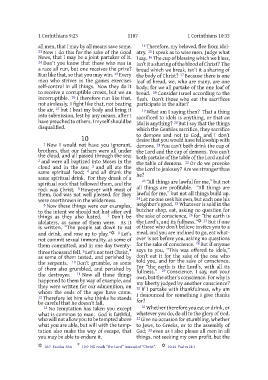 1 Corinthians 9:23
1187
1 Corinthians 10:33
all men, that I may by all means save some.
23 Now I do this for the sake of the Good
News, that I may be a joint partaker of it.
24 Don't you know that those who run in
a race all run, but one receives the prize?
Run like that, so that you may win. 25 Every
man who strives in the games exercises
self-control in all things. Now they do it
to receive a corruptible crown, but we an
incorruptible. 26 I therefore run like that,
not aimlessly. I fight like that, not beating
the air, 27 but I beat my body and bring it
into submission, lest by any means, after I
have preached to others, I myself should be
disqualified.
10
1 Now I would not have you ignorant,
brothers, that our fathers were all under
the cloud, and all passed through the sea;
2 and were all baptized into Moses in the
cloud and in the sea; 3 and all ate the
same spiritual food; 4 and all drank the
same spiritual drink. For they drank of a
spiritual rock that followed them, and the
rock was Christ. 5 However with most of
them, God was not well pleased, for they
were overthrown in the wilderness.
6 Now these things were our examples,
to the intent we should not lust after evil
things as they also lusted. 7 Don't be
idolaters, as some of them were. As it
is written, "The people sat down to eat
and drink, and rose up to play." 8 Let's
not commit sexual immorality, as some of
them committed, and in one day twenty-
three thousand fell. 9 Let's not test Christ,
as some of them tested, and perished by
the serpents. 10 Don't grumble, as some
of them also grumbled, and perished by
the destroyer. 11 Now all these things
happened to them by way of example, and
they were written for our admonition, on
whom the ends of the ages have come.
12 Therefore let him who thinks he stands
be careful that he doesn't fall.
13 No temptation has taken you except
what is common to man. God is faithful,
who will not allow you to be tempted above
what you are able, but will with the temp-
tation also make the way of escape, that
you may be able to endure it.
14 Therefore, my beloved, flee from idol-
atry. 15 I speak as to wise men. Judge what
I say. 16 The cup of blessing which we bless,
isn't it a sharing of the blood of Christ? The
bread which we break, isn't it a sharing of
the body of Christ? 17 Because there is one
loaf of bread, we, who are many, are one
body; for we all partake of the one loaf of
bread. 18 Consider Israel according to the
flesh. Don't those who eat the sacrifices
participate in the altar?
19 What am I saying then? That a thing
sacrificed to idols is anything, or that an
idol is anything? 20 But I say that the things
which the Gentiles sacrifice, they sacrifice
to demons and not to God, and I don't
desire that you would have fellowship with
demons. 21 You can't both drink the cup of
the Lord and the cup of demons. You can't
both partake of the table of the Lord and of
the table of demons. 22 Or do we provoke
the Lord to jealousy? Are we stronger than
he?
23 "All things are lawful for me," but not
all things are profitable. "All things are
lawful for me," but not all things build up.
24 Let no one seek his own, but each one his
neighbor's good. 25 Whatever is sold in the
butcher shop, eat, asking no question for
the sake of conscience, 26 for "the earth is
the Lord's, and its fullness." 27 But if one
of those who don't believe invites you to a
meal, and you are inclined to go, eat what-
ever is set before you, asking no questions
for the sake of conscience. 28 But if anyone
says to you, "This was offered to idols,"
don't eat it for the sake of the one who
told you, and for the sake of conscience.
For "the earth is the Lord's, with all its
fullness." 29 Conscience, I say, not your
own, but the other's conscience. For why is
my liberty judged by another conscience?
30 If I partake with thankfulness, why am
I denounced for something I give thanks
for?
31 Whether therefore you eat or drink, or
whatever you do, do all to the glory of God.
32 Give no occasion for stumbling, whether
to Jews, to Greeks, or to the assembly of
God; 33 even as I also please all men in all
things, not seeking my own profit, but the